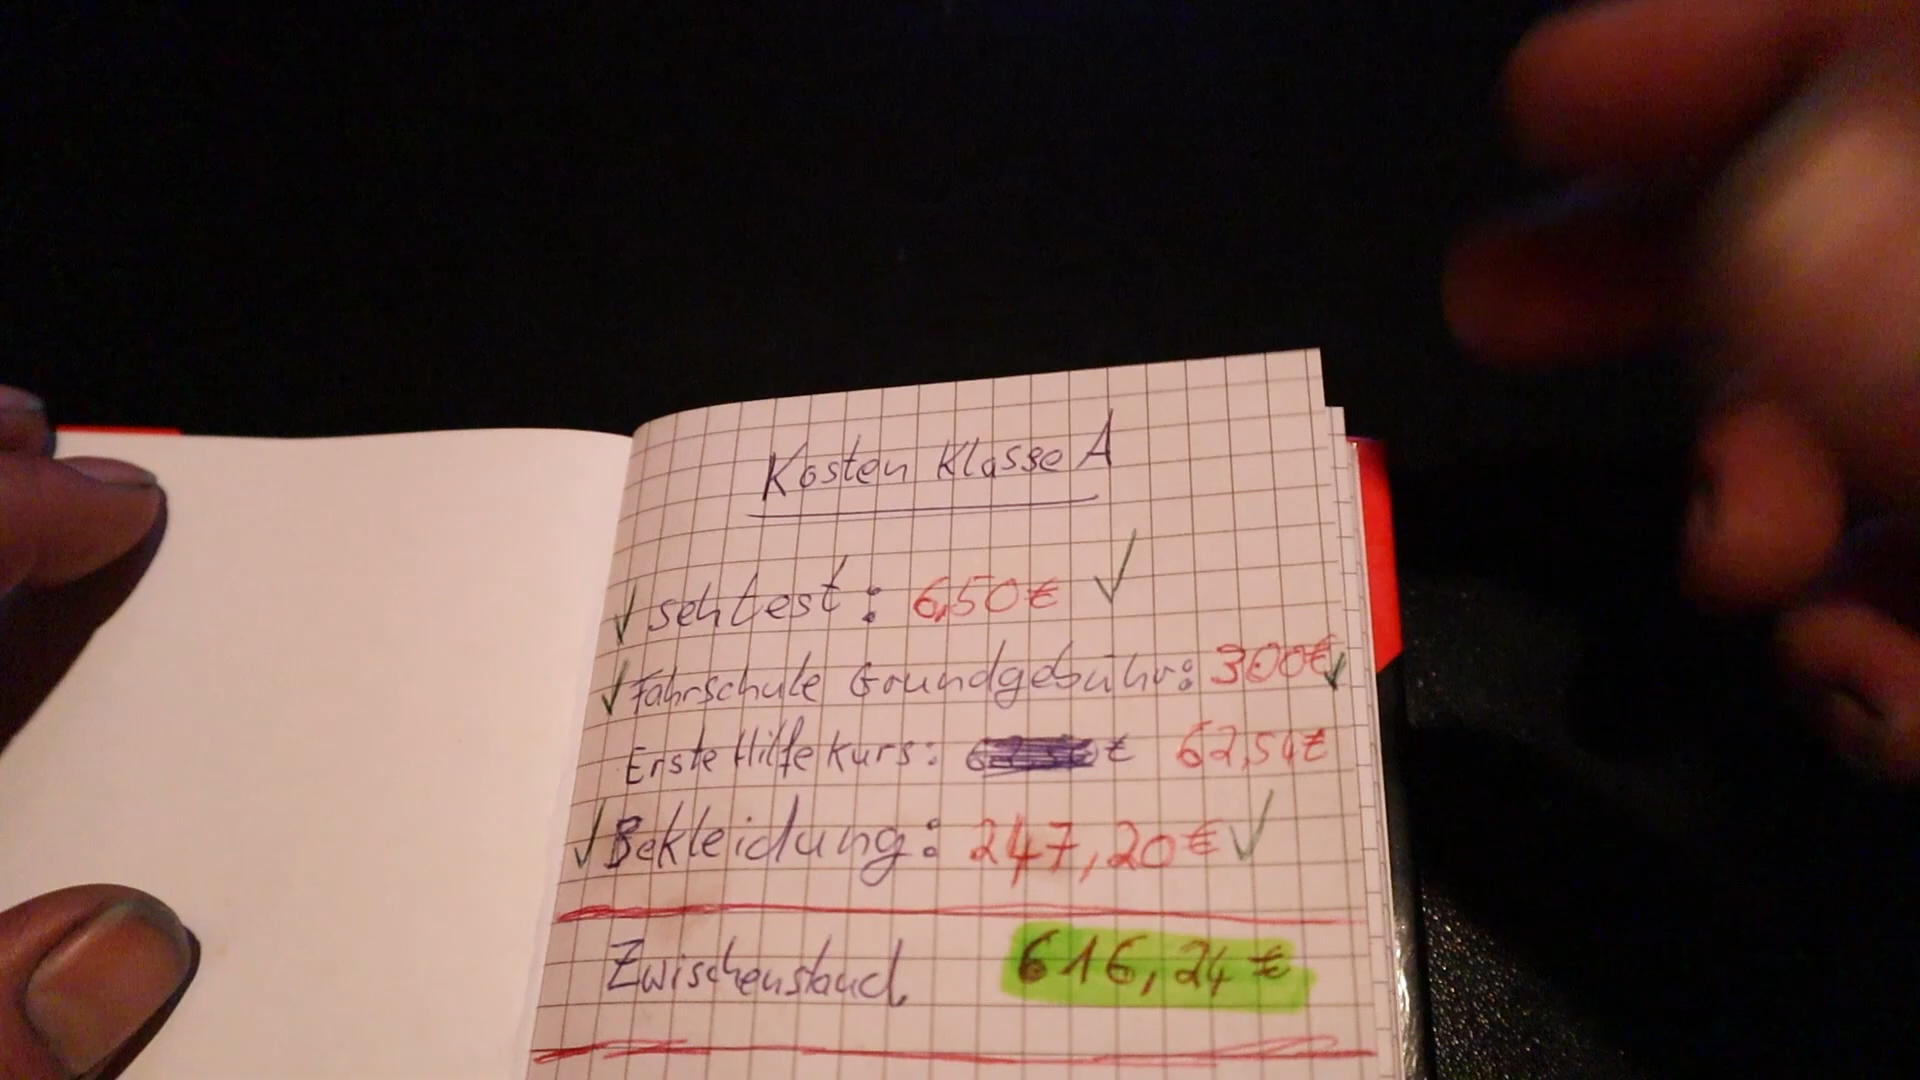 Kosten Klasse A
✓ sehtest: 6,50€ ✓
✓ Fahrschule Grundgebühr: 300€ ✓
Erste Hilfe Kurs: € 62,54€
✓ Bekleidung: 247,20€ ✓
Zwischenstand 616,24€